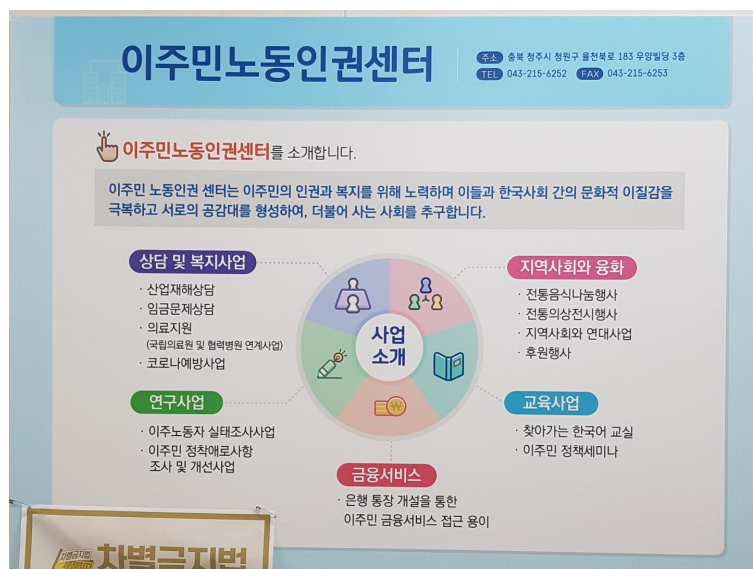 이주민노동인권센터
주소 충북 청주시 청원구 율천북로 183 우양빌딩 3층
TEL 043-215-6252 FAX 043-215-6253
이주민노동인권센터를 소개합니다.
이주민 노동인권 센터는 이주민의 인권과 복지를 위해 노력하며 이들과 한국사회 간의 문화적 이질감을
극복하고 서로의 공감대를 형성하여, 더불어 사는 사회를 추구합니다.
상담 및 복지사업
· 산업재해상담
· 임금문제상담
· 의료지원
(국립의료원 및 협력병원 연계사업)
· 코로나예방사업
지역사회와 융화
· 전통음식나눔행사
· 전통의상전시행사
· 지역사회와 연대사업
· 후원행사
사업
소개
₩
연구사업
· 이주노동자 실태조사사업
· 이주민 정착애로사항
조사 및 개선사업
교육사업
· 찾아가는 한국어 교실
· 이주민 정책세미나
금융서비스
· 은행 통장 개설을 통한
이주민 금융서비스 접근 용이
차별금지법
차별금지법